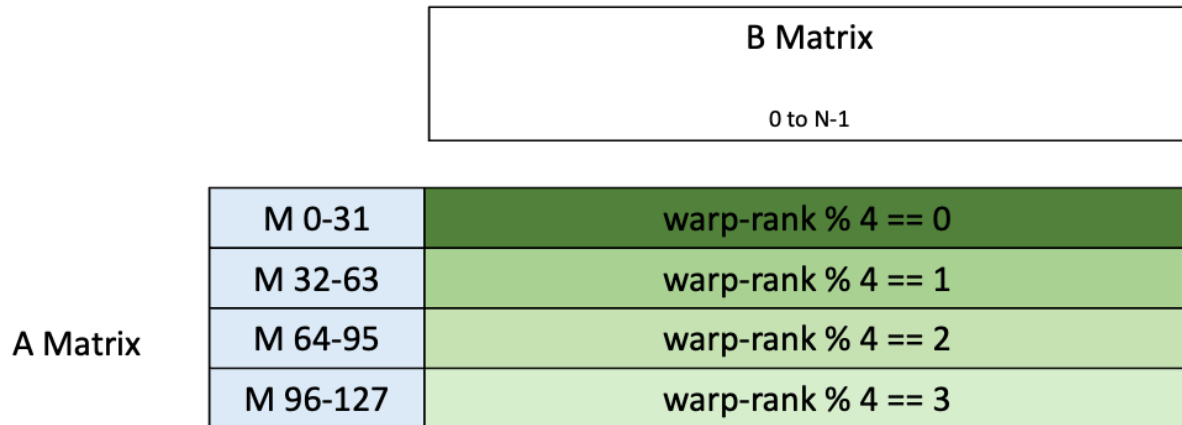 B Matrix
0 to N-1
M 0-31 warp-rank % 4 == 0
M 32-63 warp-rank % 4 == 1
A Matrix
M 64-95 warp-rank % 4 == 2
M 96-127 warp-rank % 4 == 3